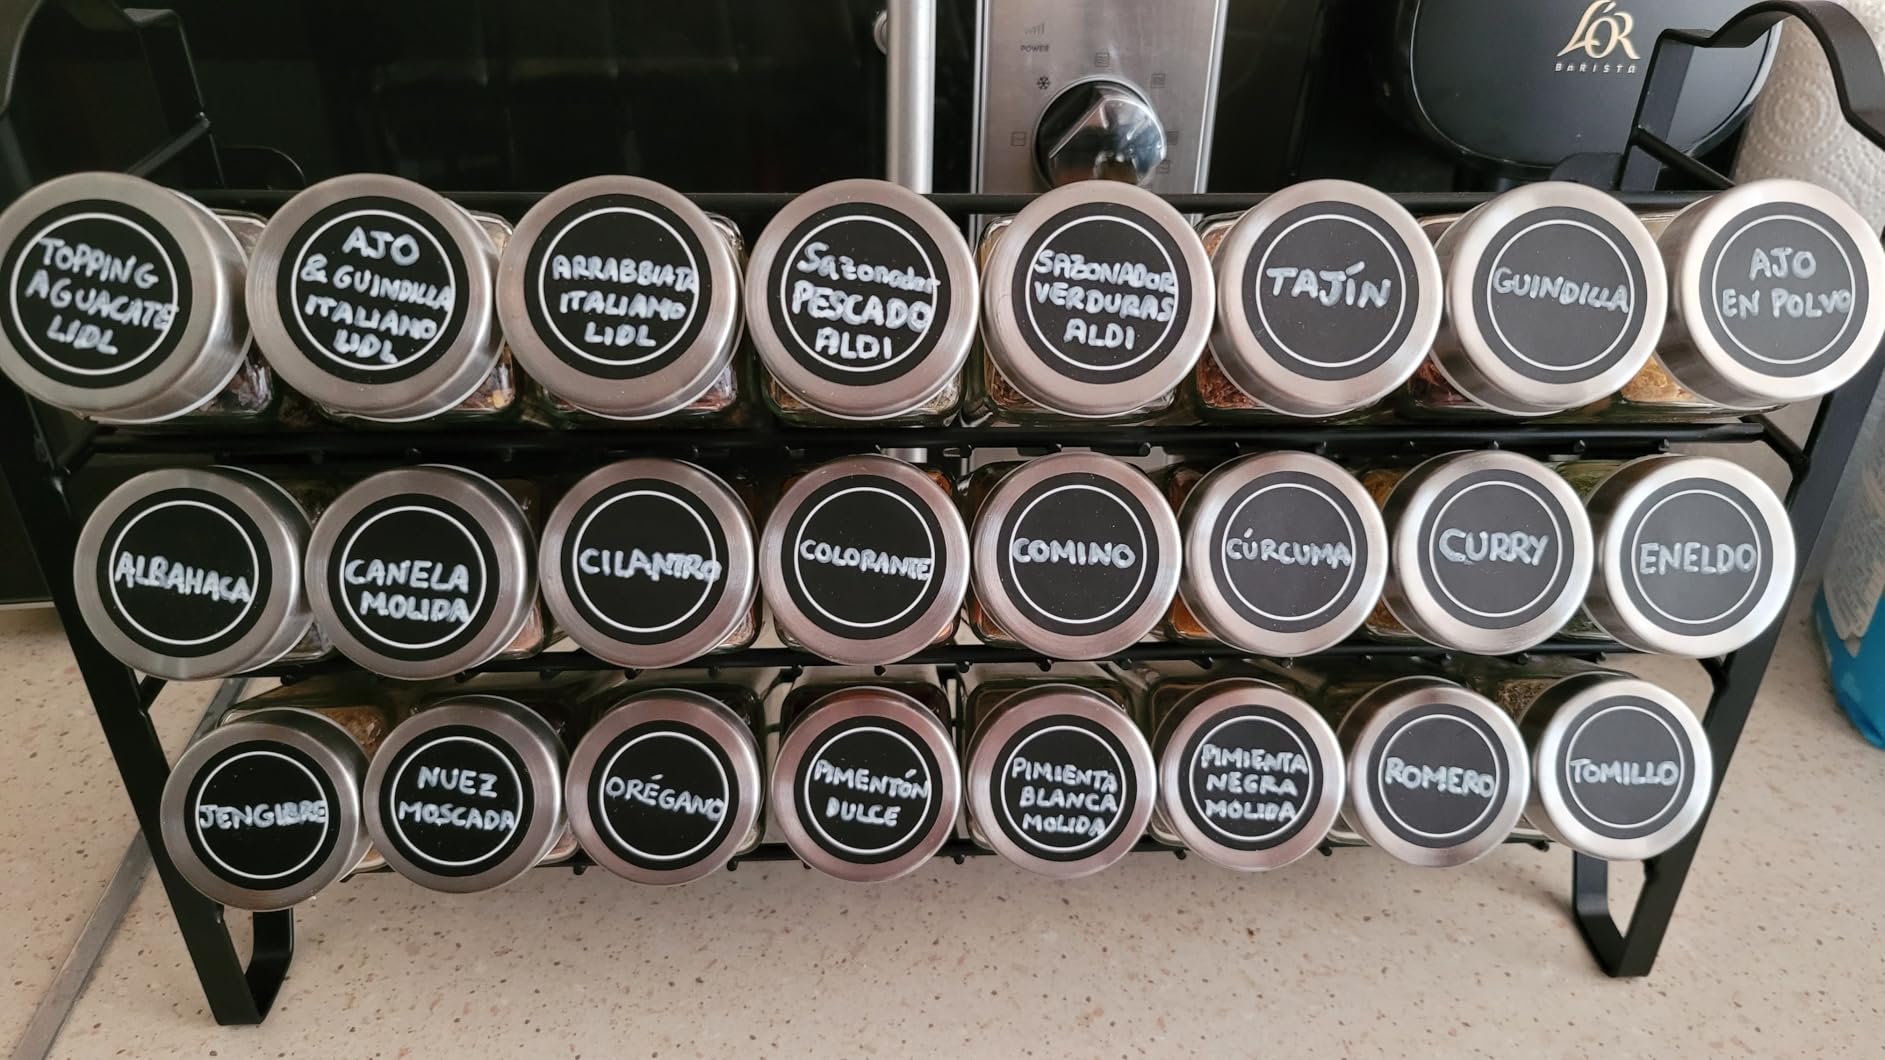 POWER
L'OR
BARISTA
TOPPING
AGUACATE
LIDL
AJO
& GUINDILLA
ITALIANO
LIDL
ARRABBIATA
ITALIANO
LIDL
Sazonador
PESCADO
ALDI
SAZONADOR
VERDURAS
ALDI
TAJÍN
GUINDILLA
AJO
EN POLVO
ALBAHACA
CANELA
MOLIDA
CILANTRO
COLORANTE
COMINO
CÚRCUMA
CURRY
ENELDO
JENGIBRE
NUEZ
MOSCADA
ORÉGANO
PIMENTÓN
DULCE
PIMIENTA
BLANCA
MOLIDA
PIMIENTA
NEGRA
MOLIDA
ROMERO
TOMILLO